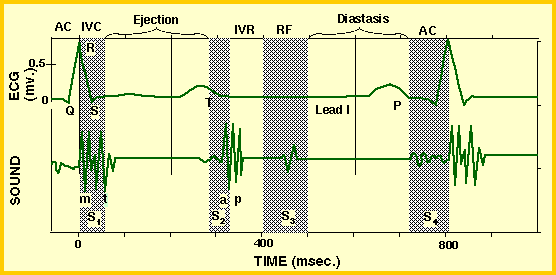 AC IVC Ejection IVR RF Diastasis AC
R
0.5
ECG
(mv.)
0
Q S T Lead I P
SOUND
m t a p
S1 S2 S3 S4
0 400 800
TIME (msec.)